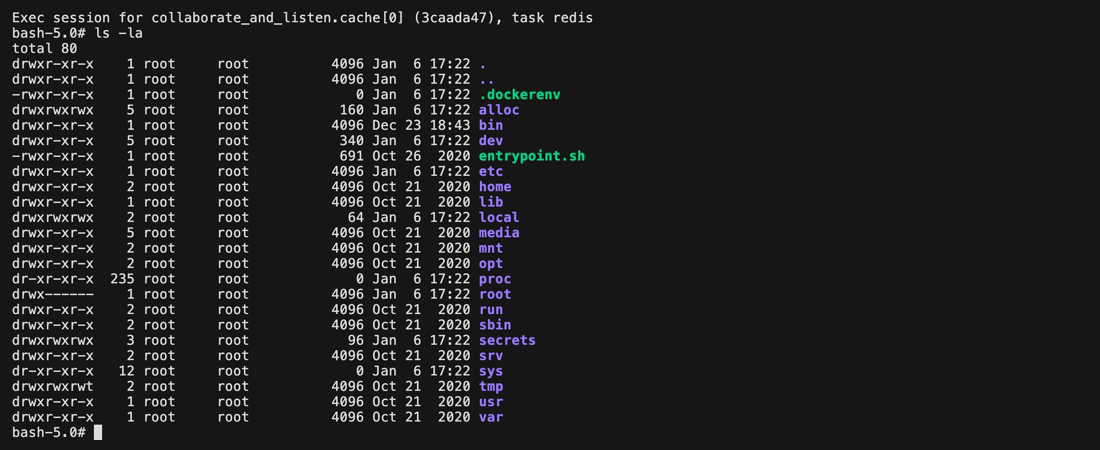 Exec session for collaborate_and_listen.cache[0] (3caada47), task redis
bash-5.0# ls -la
total 80
drwxr-xr-x    1 root     root          4096 Jan  6 17:22 .
drwxr-xr-x    1 root     root          4096 Jan  6 17:22 ..
-rwxr-xr-x    1 root     root             0 Jan  6 17:22 .dockerenv
drwxrwxrwx    5 root     root           160 Jan  6 17:22 alloc
drwxr-xr-x    1 root     root          4096 Dec 23 18:43 bin
drwxr-xr-x    5 root     root           340 Jan  6 17:22 dev
-rwxr-xr-x    1 root     root           691 Oct 26  2020 entrypoint.sh
drwxr-xr-x    1 root     root          4096 Jan  6 17:22 etc
drwxr-xr-x    2 root     root          4096 Oct 21  2020 home
drwxr-xr-x    1 root     root          4096 Oct 21  2020 lib
drwxrwxrwx    2 root     root            64 Jan  6 17:22 local
drwxr-xr-x    5 root     root          4096 Oct 21  2020 media
drwxr-xr-x    2 root     root          4096 Oct 21  2020 mnt
drwxr-xr-x    2 root     root          4096 Oct 21  2020 opt
dr-xr-xr-x  235 root     root             0 Jan  6 17:22 proc
drwx------    1 root     root          4096 Jan  6 17:22 root
drwxr-xr-x    2 root     root          4096 Oct 21  2020 run
drwxr-xr-x    2 root     root          4096 Oct 21  2020 sbin
drwxrwxrwx    3 root     root            96 Jan  6 17:22 secrets
drwxr-xr-x    2 root     root          4096 Oct 21  2020 srv
dr-xr-xr-x   12 root     root             0 Jan  6 17:22 sys
drwxrwxrwt    2 root     root          4096 Oct 21  2020 tmp
drwxr-xr-x    1 root     root          4096 Oct 21  2020 usr
drwxr-xr-x    1 root     root          4096 Oct 21  2020 var
bash-5.0#